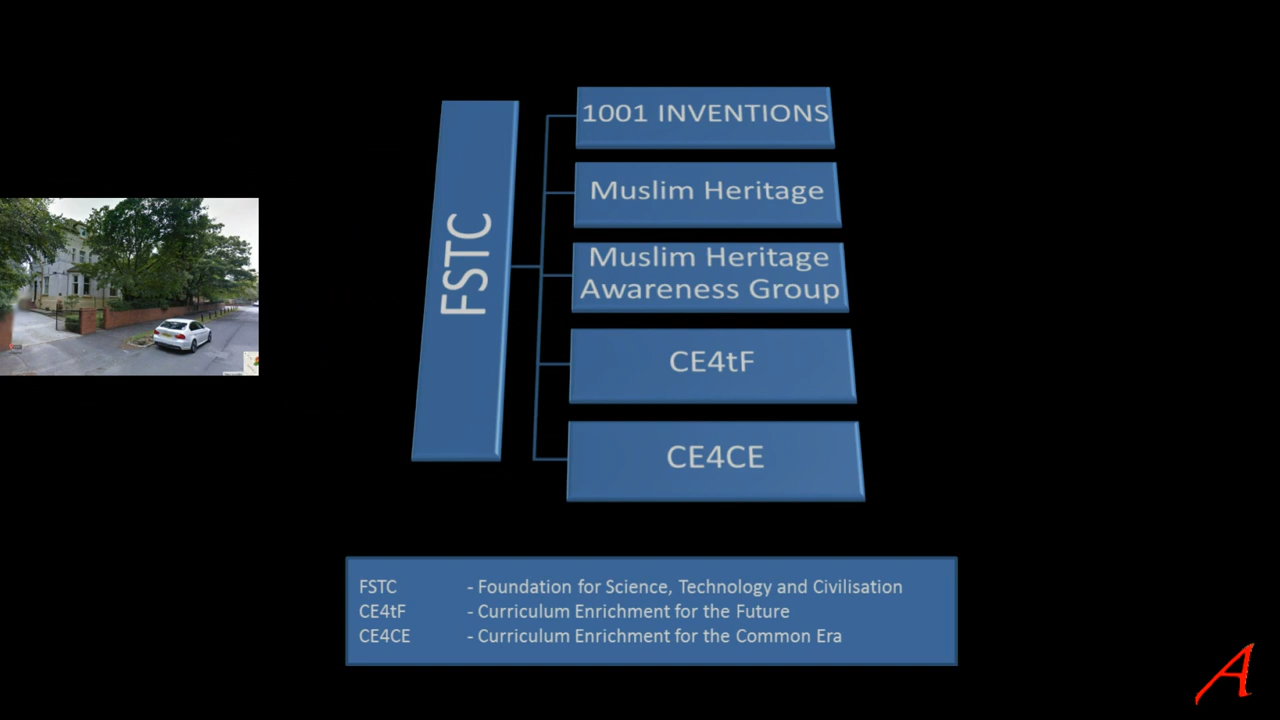 FSTC
1001 INVENTIONS
Muslim Heritage
Muslim Heritage
Awareness Group
CE4tF
CE4CE
FSTC - Foundation for Science, Technology and Civilisation
CE4tF - Curriculum Enrichment for the Future
CE4CE - Curriculum Enrichment for the Common Era
A